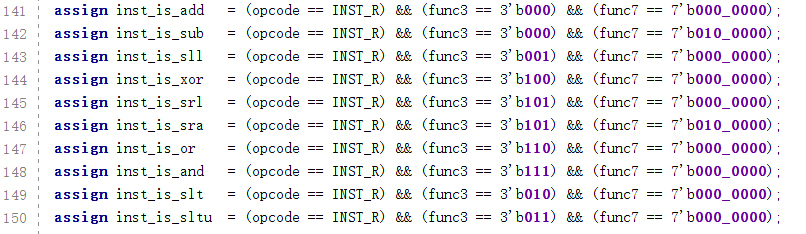 141 assign inst_is_add = (opcode == INST_R) && (func3 == 3'b000) && (func7 == 7'b000_0000);
142 assign inst_is_sub = (opcode == INST_R) && (func3 == 3'b000) && (func7 == 7'b010_0000);
143 assign inst_is_sll = (opcode == INST_R) && (func3 == 3'b001) && (func7 == 7'b000_0000);
144 assign inst_is_xor = (opcode == INST_R) && (func3 == 3'b100) && (func7 == 7'b000_0000);
145 assign inst_is_srl = (opcode == INST_R) && (func3 == 3'b101) && (func7 == 7'b000_0000);
146 assign inst_is_sra = (opcode == INST_R) && (func3 == 3'b101) && (func7 == 7'b010_0000);
147 assign inst_is_or = (opcode == INST_R) && (func3 == 3'b110) && (func7 == 7'b000_0000);
148 assign inst_is_and = (opcode == INST_R) && (func3 == 3'b111) && (func7 == 7'b000_0000);
149 assign inst_is_slt = (opcode == INST_R) && (func3 == 3'b010) && (func7 == 7'b000_0000);
150 assign inst_is_sltu = (opcode == INST_R) && (func3 == 3'b011) && (func7 == 7'b000_0000);